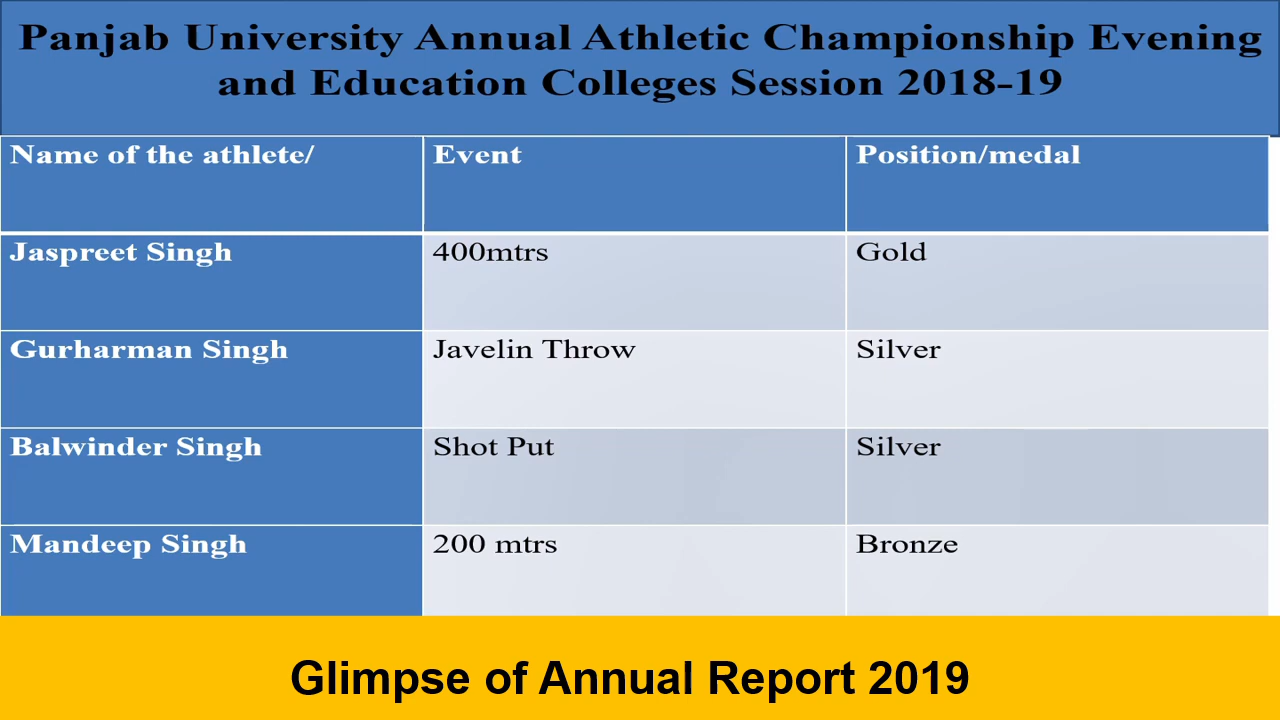 Panjab University Annual Athletic Championship Evening
and Education Colleges Session 2018-19
Name of the athlete/ Event Position/medal
Jaspreet Singh 400mtrs Gold
Gurharman Singh Javelin Throw Silver
Balwinder Singh Shot Put Silver
Mandeep Singh 200 mtrs Bronze
Glimpse of Annual Report 2019